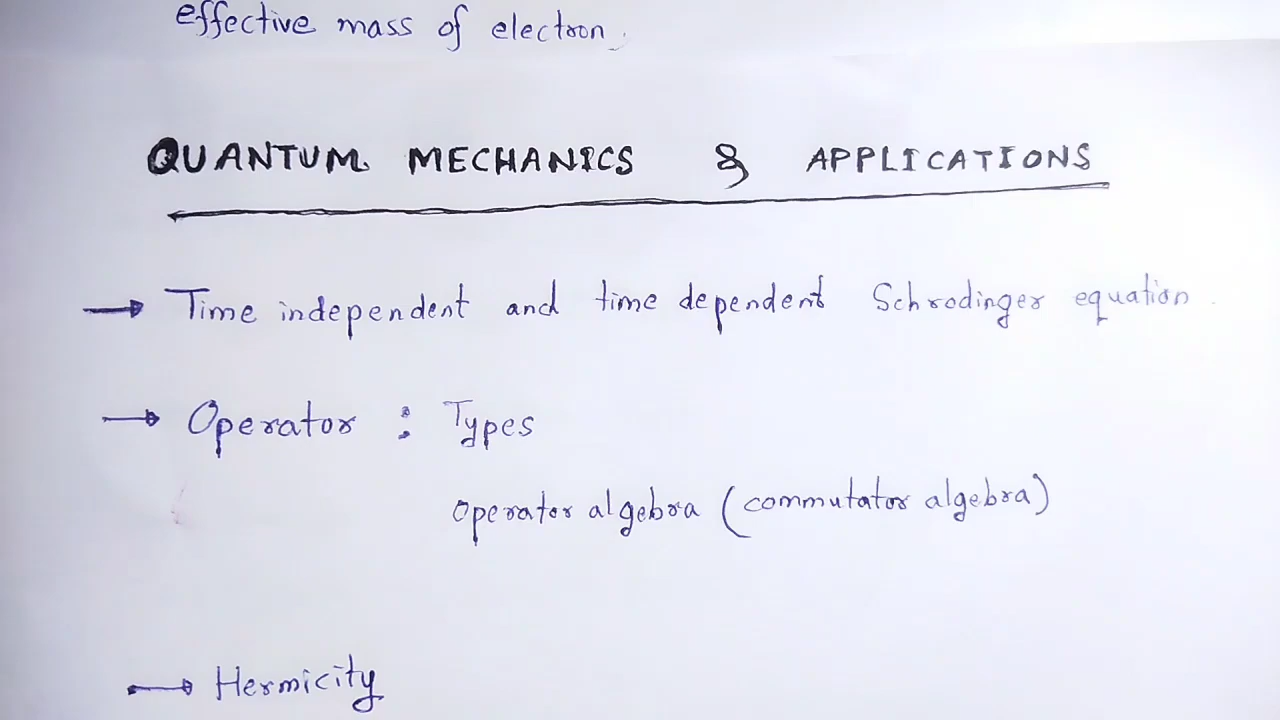 effective mass of electron.
QUANTUM MECHANICS & APPLICATIONS
→ Time independent and time dependent Schrodinger equation.
→ Operator : Types
Operator algebra (commutator algebra)
→ Hermicity